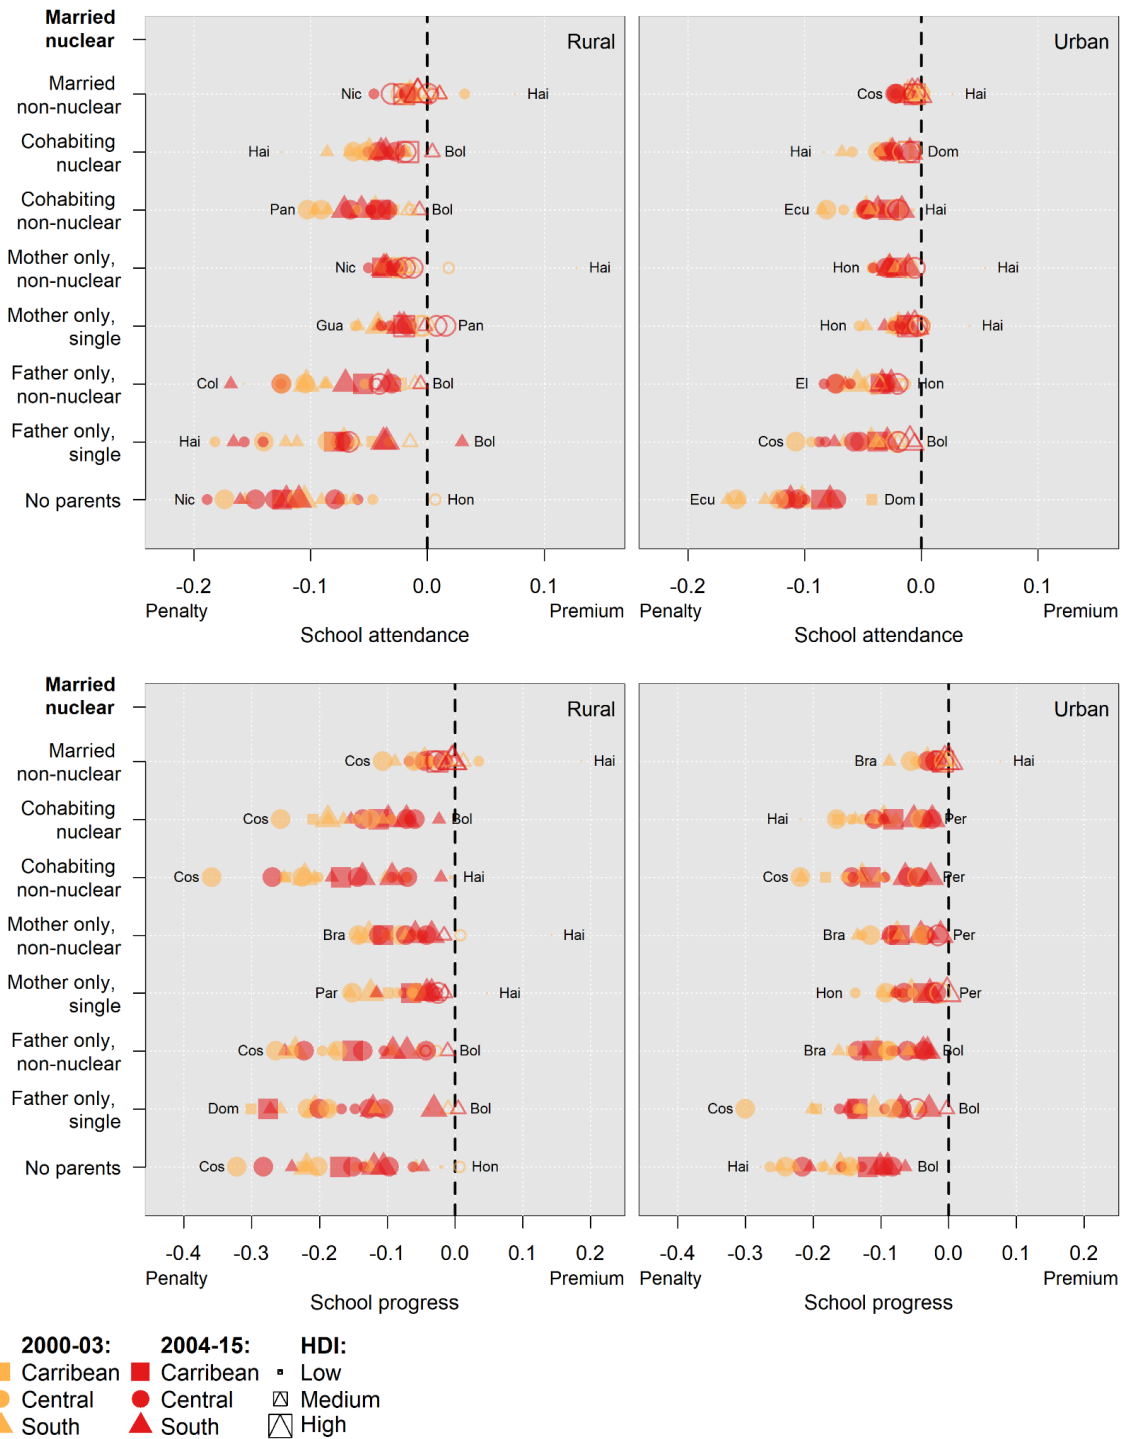 Married
nuclear
Rural
Urban
Married
non-nuclear
Nic
Hai
Cos
Hai
Cohabiting
nuclear
Hai
Bol
Hai
Dom
Cohabiting
non-nuclear
Pan
Bol
Ecu
Hai
Mother only,
non-nuclear
Nic
Hai
Hon
Hai
Mother only,
single
Gua
Pan
Hon
Hai
Father only,
non-nuclear
Col
Bol
El
Hon
Father only,
single
Hai
Bol
Cos
Bol
No parents
Nic
Hon
Ecu
Dom
-0.2 -0.1 0.0 0.1
-0.2 -0.1 0.0 0.1
Penalty Premium
Penalty Premium
School attendance
School attendance
Married
nuclear
Rural
Urban
Married
non-nuclear
Cos
Hai
Bra
Hai
Cohabiting
nuclear
Cos
Bol
Hai
Per
Cohabiting
non-nuclear
Cos
Hai
Cos
Per
Mother only,
non-nuclear
Bra
Hai
Bra
Per
Mother only,
single
Par
Hai
Hon
Per
Father only,
non-nuclear
Cos
Bol
Bra
Bol
Father only,
single
Dom
Bol
Cos
Bol
No parents
Cos
Hon
Hai
Bol
-0.4 -0.3 -0.2 -0.1 0.0 0.1 0.2
-0.4 -0.3 -0.2 -0.1 0.0 0.1 0.2
Penalty Premium
Penalty Premium
School progress
School progress
2000-03: 2004-15: HDI:
Carribean Carribean Low
Central Central Medium
South South High